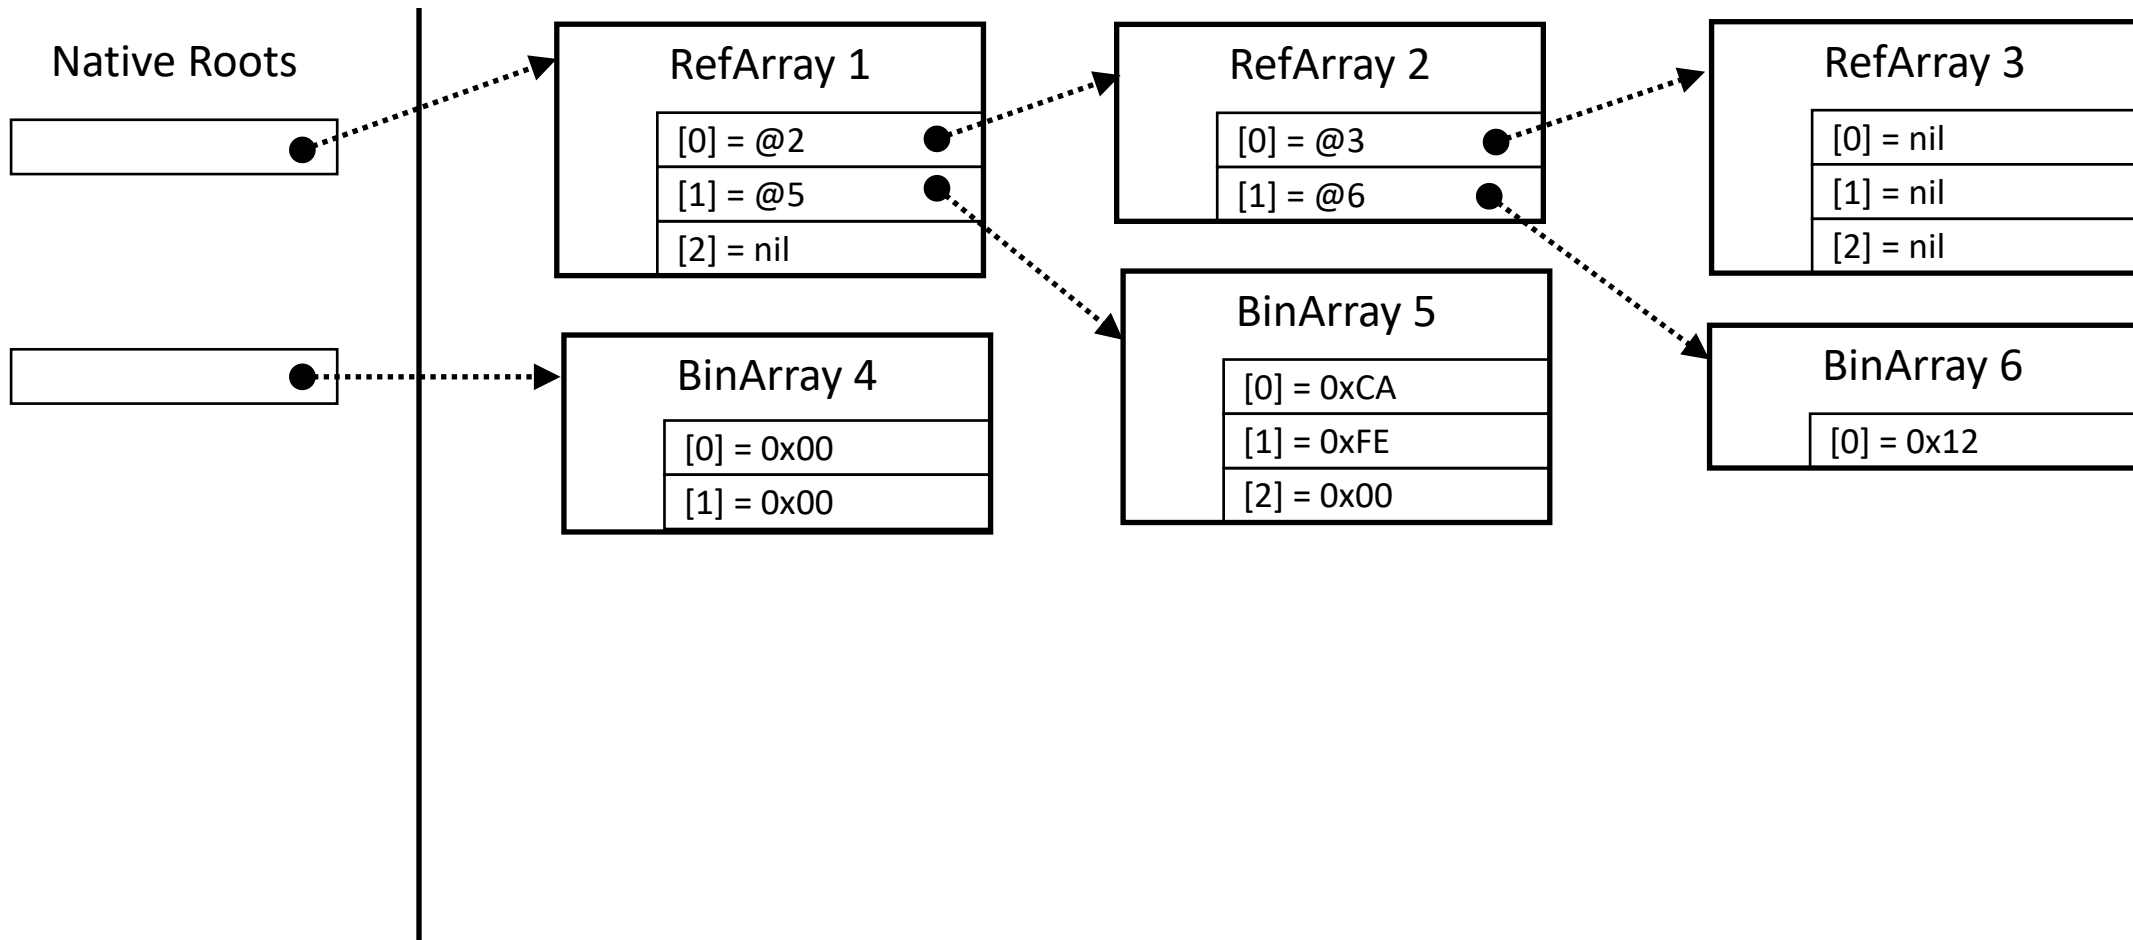 Native Roots
RefArray 1
[0] = @2
[1] = @5
[2] = nil
RefArray 2
[0] = @3
[1] = @6
RefArray 3
[0] = nil
[1] = nil
[2] = nil
BinArray 4
[0] = 0x00
[1] = 0x00
BinArray 5
[0] = 0xCA
[1] = 0xFE
[2] = 0x00
BinArray 6
[0] = 0x12